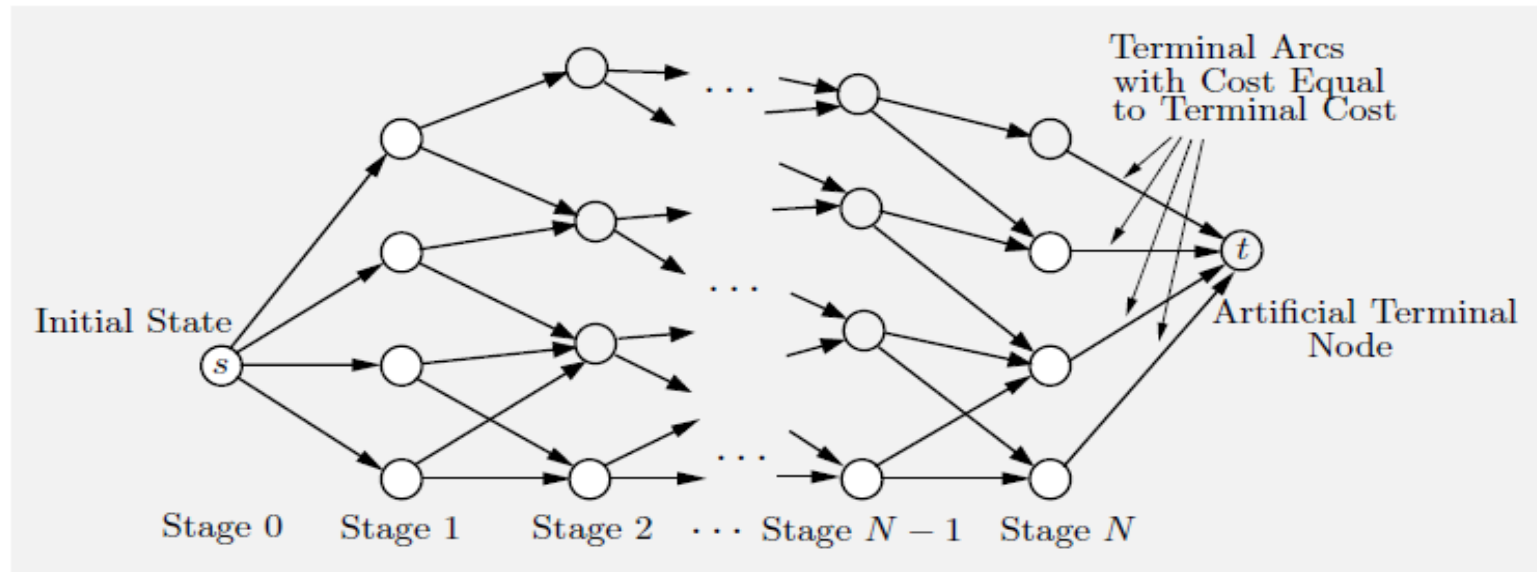 Terminal Arcs
with Cost Equal
to Terminal Cost
. . .
Initial State
s
. . .
t
Artificial Terminal
Node
. . .
Stage 0
Stage 1
Stage 2
. . .
Stage N − 1
Stage N